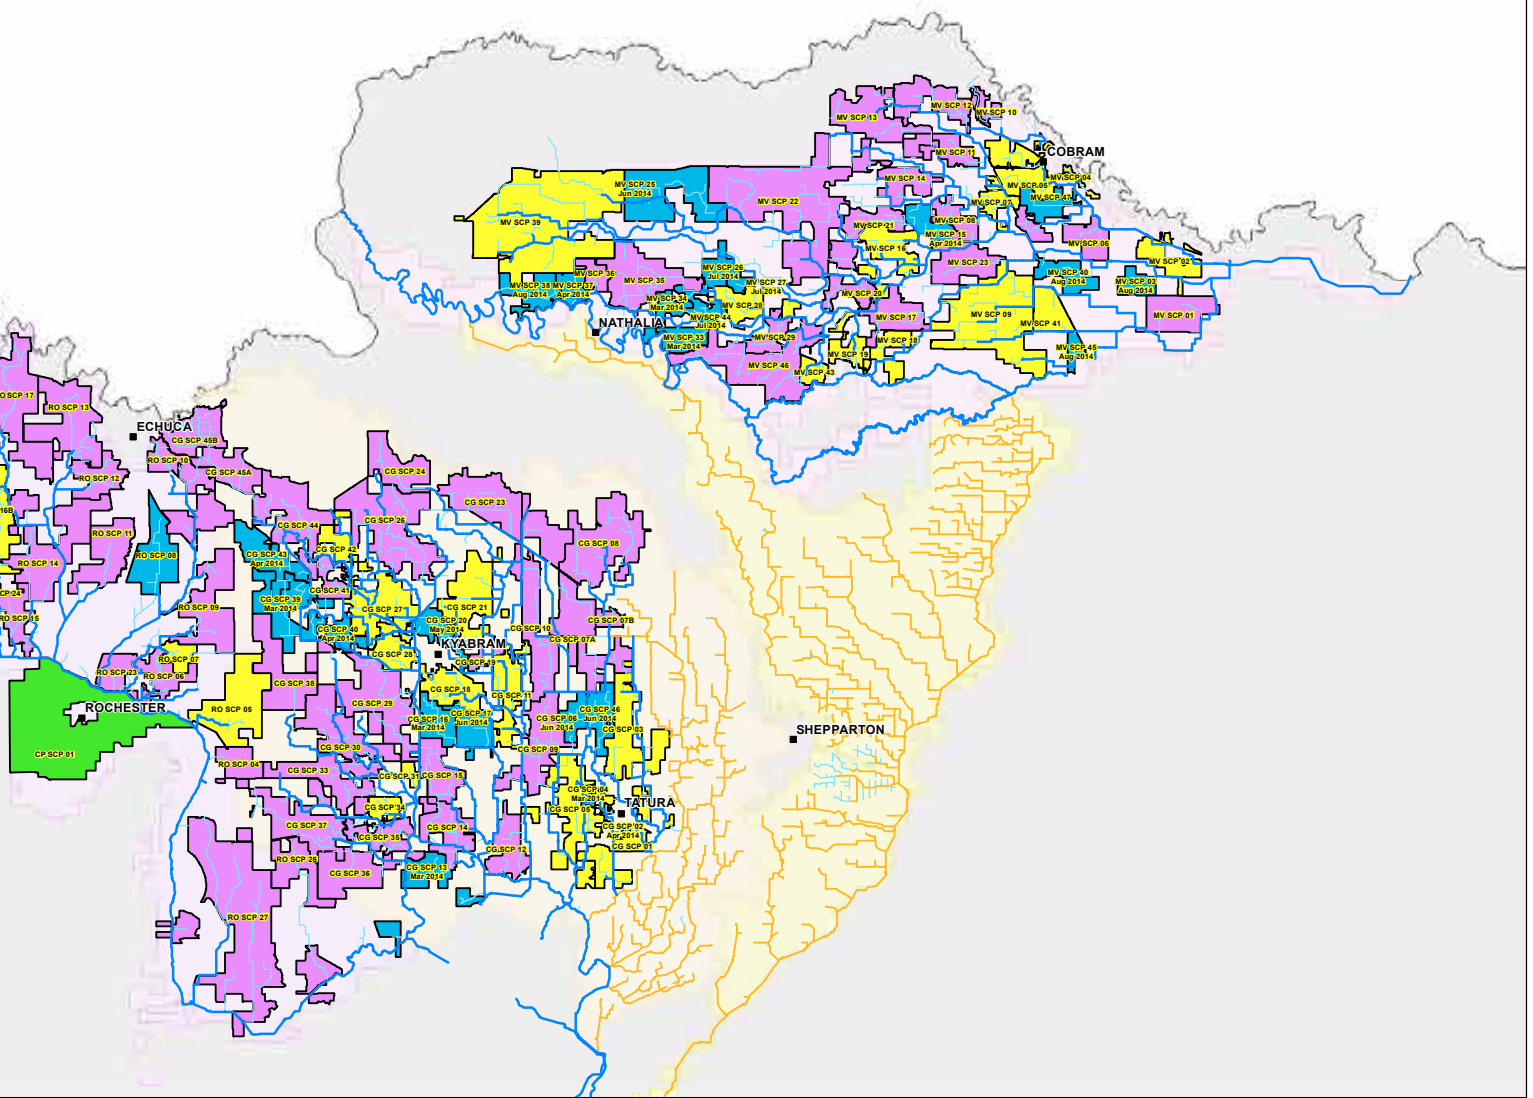 MV SCP 12
MV SCP 10
MV SCP 13
COBRAM
MV SCP 11
MV SCP 14
MV SCP 04
MV SCP 05
MV SCP 25
Jun 2014
MV SCP 47
MV SCP 22
MV SCP 07
MV SCP 39
MV SCP 08
MV SCP 21
MV SCP 15
Apr 2014
MV SCP 06
MV SCP 16
MV SCP 02
MV SCP 23
MV SCP 26
Jul 2014
MV SCP 36
MV SCP 40
Aug 2014
MV SCP 35
MV SCP 27
Jul 2014
MV SCP 03
Aug 2014
MV SCP 38
Aug 2014
MV SCP 37
Apr 2014
MV SCP 20
MV SCP 34
Mar 2014
MV SCP 28
MV SCP 09
MV SCP 01
MV SCP 44
Jul 2014
MV SCP 17
NATHALIA
MV SCP 41
MV SCP 33
Mar 2014
MV SCP 29
MV SCP 18
MV SCP 45
Aug 2014
MV SCP 19
MV SCP 46
MV SCP 43
O SCP 17
RO SCP 13
ECHUCA
CG SCP 45B
RO SCP 10
CG SCP 45A
CG SCP 24
RO SCP 12
CG SCP 23
16B
CG SCP 26
CG SCP 44
RO SCP 11
CG SCP 08
CG SCP 42
RO SCP 08
CG SCP 43
Apr 2014
RO SCP 14
CG SCP 41
CP 24
CG SCP 39
Mar 2014
RO SCP 09
CG SCP 27
CG SCP 21
RO SCP 15
CG SCP 20
May 2014
CG SCP 07B
CG SCP 40
Apr 2014
CG SCP 10
CG SCP 07A
KYABRAM
CG SCP 28
RO SCP 07
CG SCP 19
RO SCP 23
RO SCP 06
CG SCP 38
CG SCP 18
CG SCP 11
CG SCP 29
ROCHESTER
RO SCP 05
CG SCP 16
Mar 2014
CG SCP 17
Jun 2014
CG SCP 06
Jun 2014
CG SCP 46
Jun 2014
CG SCP 03
SHEPPARTON
CP SCP 01
CG SCP 30
CG SCP 09
RO SCP 04
CG SCP 33
CG SCP 31
CG SCP 15
CG SCP 04
Mar 2014
TATURA
CG SCP 34
CG SCP 05
CG SCP 37
CG SCP 14
CG SCP 02
Apr 2014
CG SCP 35
CG SCP 01
CG SCP 12
RO SCP 26
CG SCP 36
CG SCP 13
Mar 2014
RO SCP 27